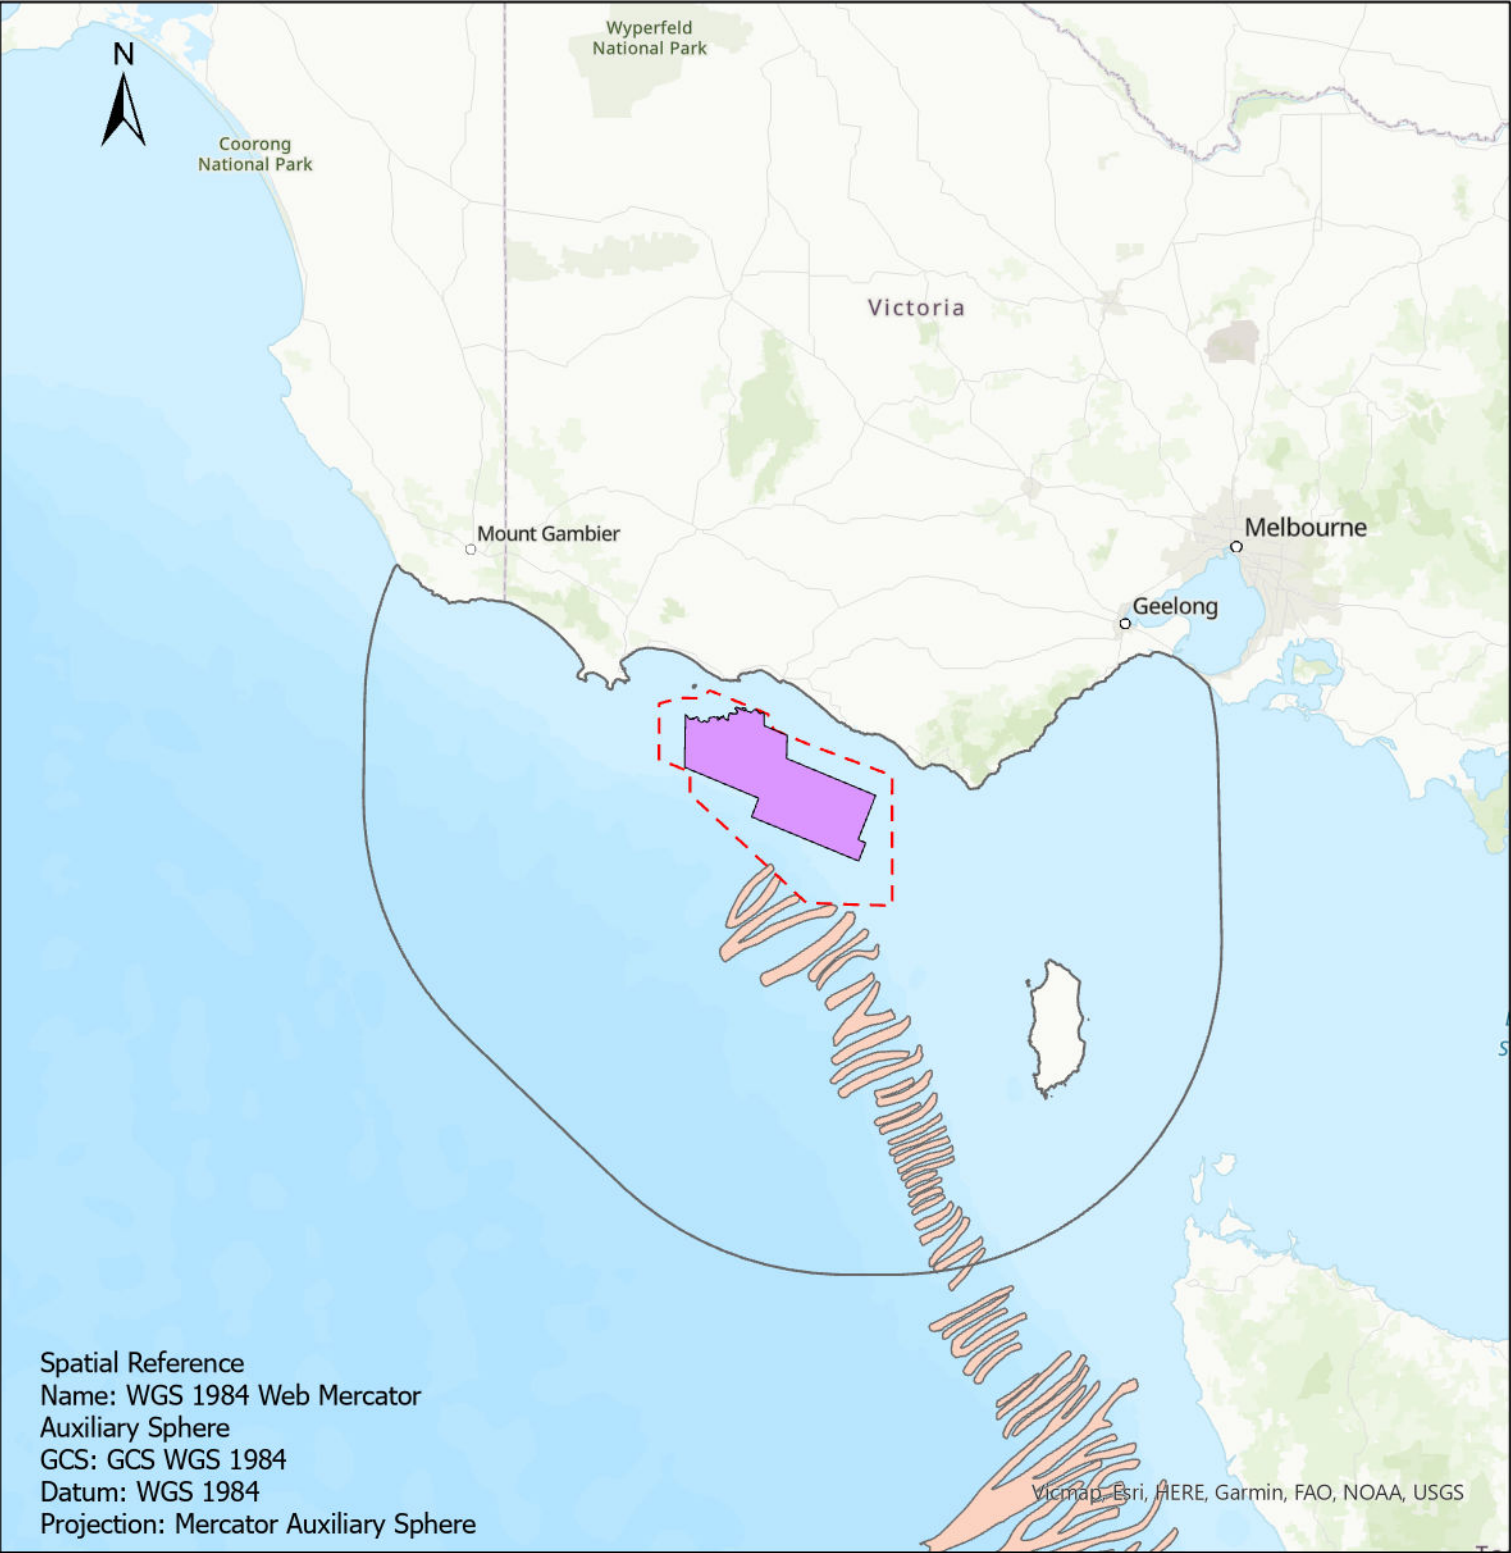 Wyperfeld
National Park
N
Coorong
National Park
Victoria
Mount Gambier
Melbourne
Geelong
S
Spatial Reference
Name: WGS 1984 Web Mercator
Auxiliary Sphere
GCS: GCS WGS 1984
Datum: WGS 1984
Projection: Mercator Auxiliary Sphere
Vicmap, Esri, HERE, Garmin, FAO, NOAA, USGS